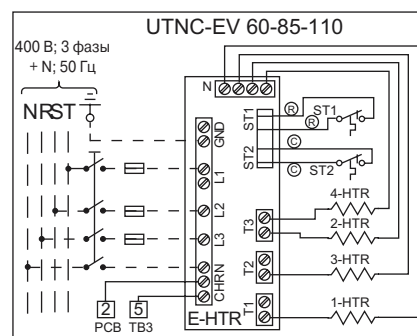 UTNC-EV 60-85-110
400 В; 3 фазы
+ N; 50 Гц
NRST
N
GND
L1
L2
L3
CHRN
ST1
ST2
R
R
C
C
ST1
ST2
T3
T2
T1
4-HTR
2-HTR
3-HTR
1-HTR
E-HTR
2
5
PCB
TB3